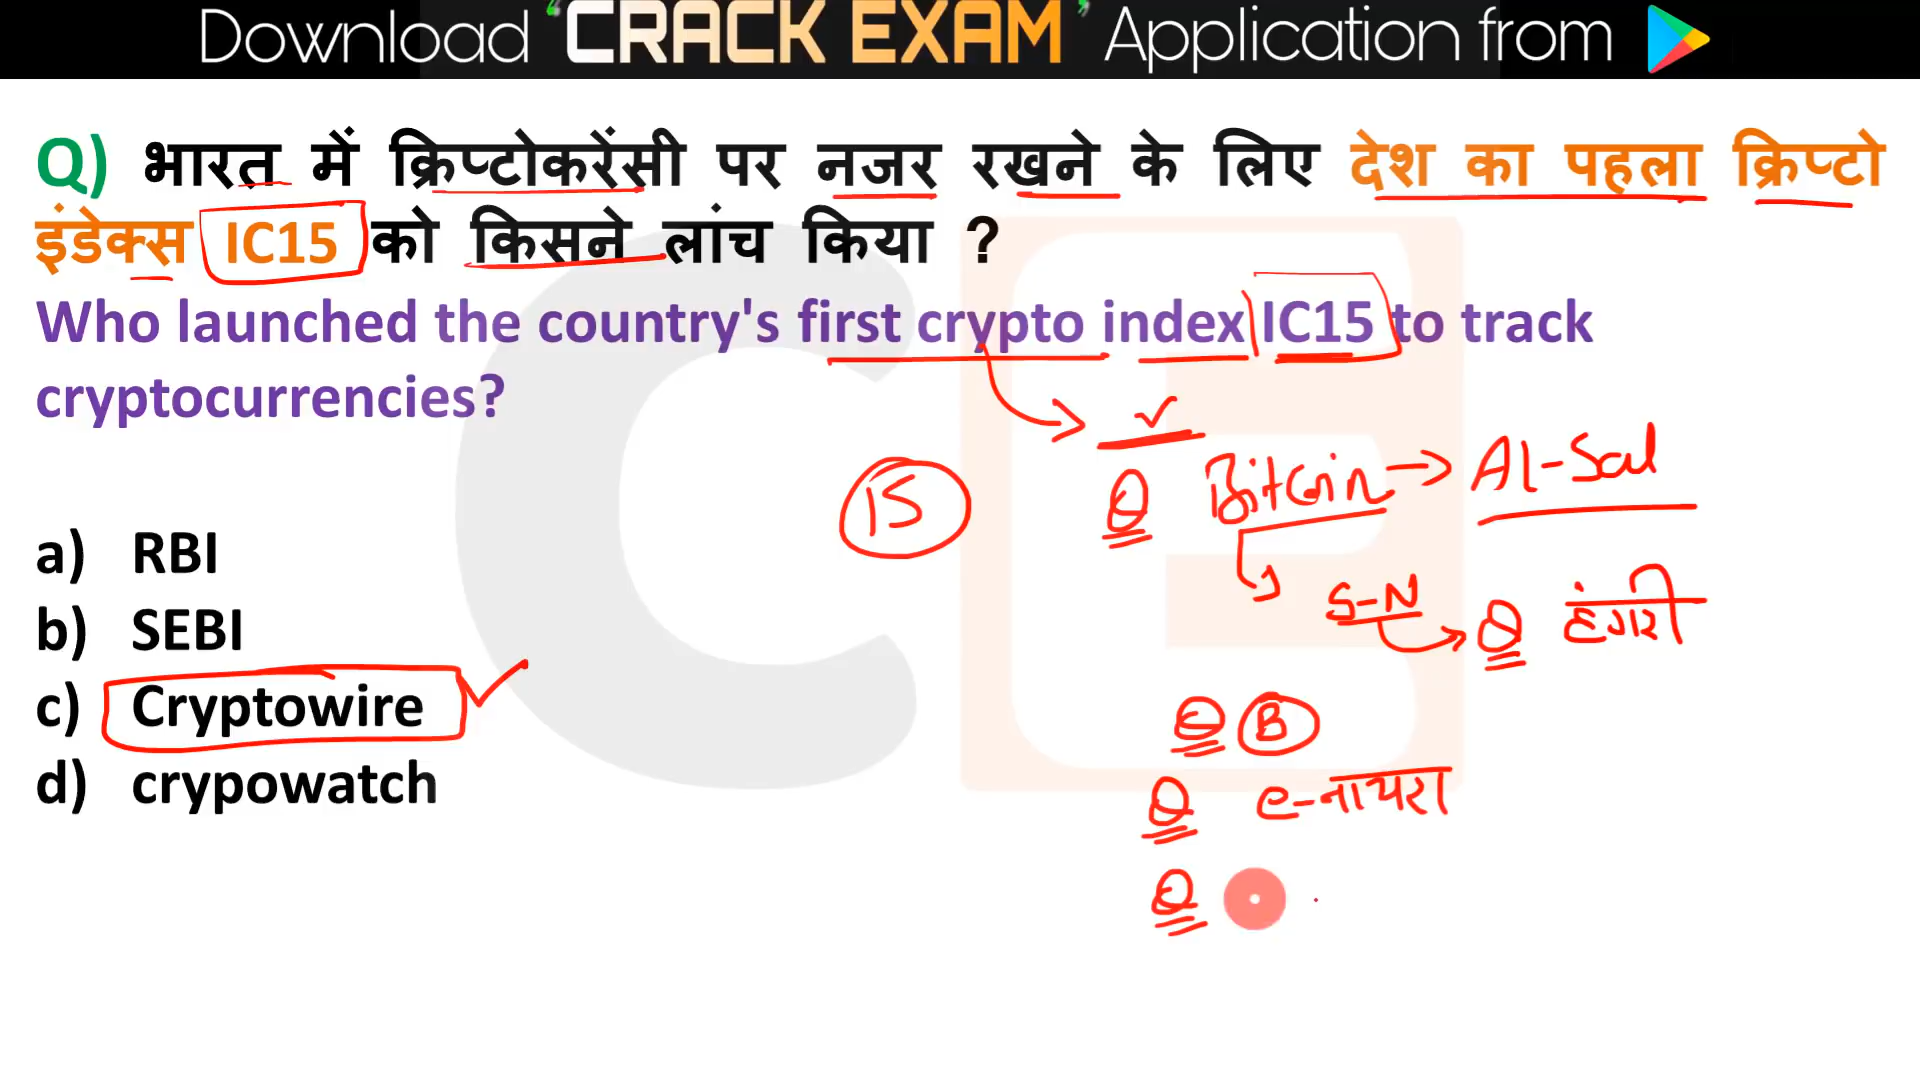 Download ‘CRACK EXAM’ Application from
Q) भारत में क्रिप्टोकरेंसी पर नजर रखने के लिए देश का पहला क्रिप्टो
इंडेक्स IC15 को किसने लांच किया ?
Who launched the country's first crypto index IC15 to track
cryptocurrencies?
15
Bitcoin → Al-Sal
a) RBI
S-N
हंगरी
b) SEBI
c) Cryptowire
B
d) crypowatch
e-नायरा